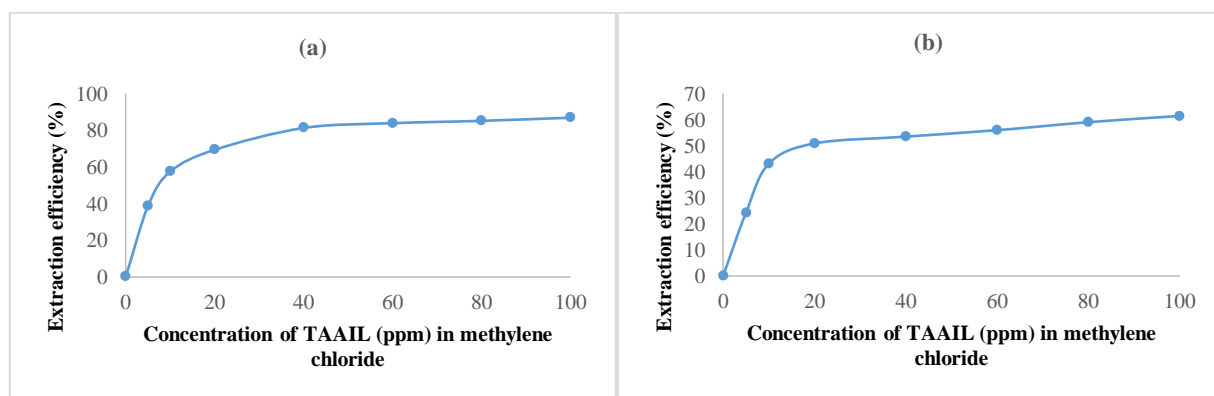 (a)
Extraction efficiency (%)
100
80
60
40
20
0
0 20 40 60 80 100
Concentration of TAAIL (ppm) in methylene
chloride
(b)
Extraction efficiency (%)
70
60
50
40
30
20
10
0
0 20 40 60 80 100
Concentration of TAAIL (ppm) in methylene
chloride